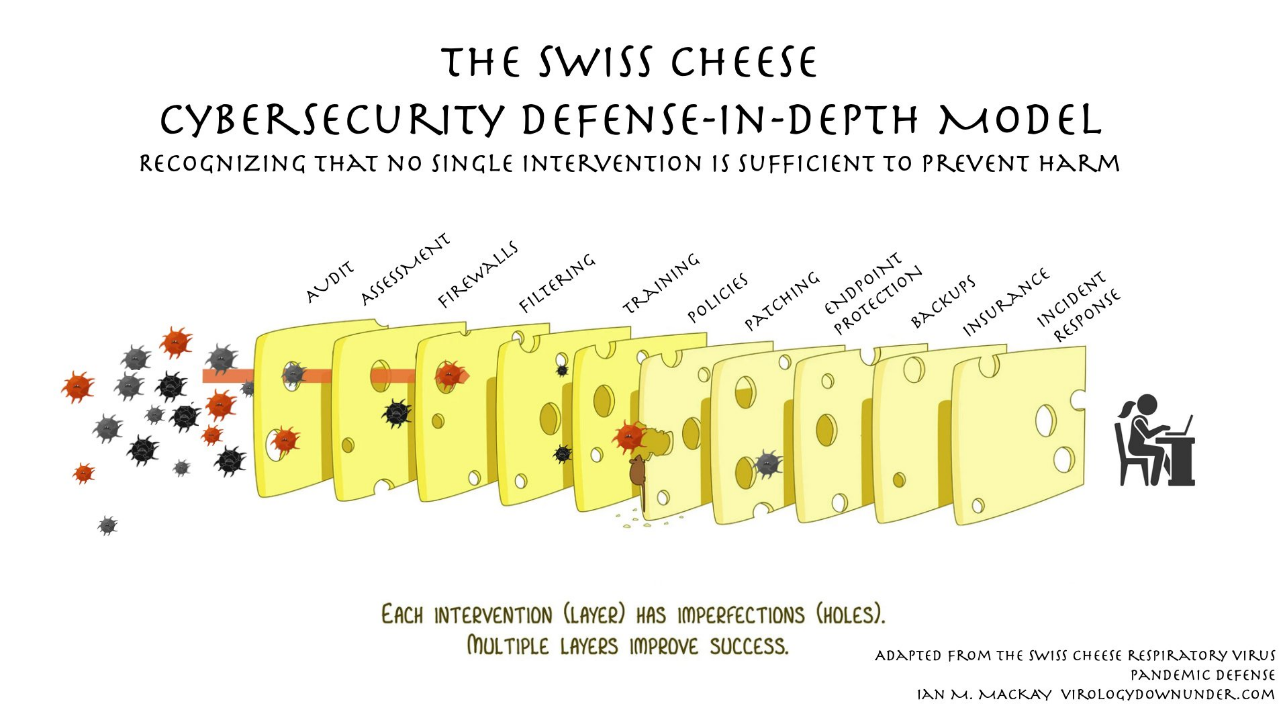 THE SWISS CHEESE
CYBERSECURITY DEFENSE-IN-DEPTH MODEL
RECOGNIZING THAT NO SINGLE INTERVENTION IS SUFFICIENT TO PREVENT HARM
AUDIT
ASSESSMENT
FIREWALLS
FILTERING
TRAINING
POLICIES
PATCHING
ENDPOINT
PROTECTION
BACKUPS
INSURANCE
INCIDENT
RESPONSE
EACH INTERVENTION (LAYER) HAS IMPERFECTIONS (HOLES).
MULTIPLE LAYERS IMPROVE SUCCESS.
ADAPTED FROM THE SWISS CHEESE RESPIRATORY VIRUS
PANDEMIC DEFENSE
IAN M. MACKAY VIROLOGYDOWNUNDER.COM